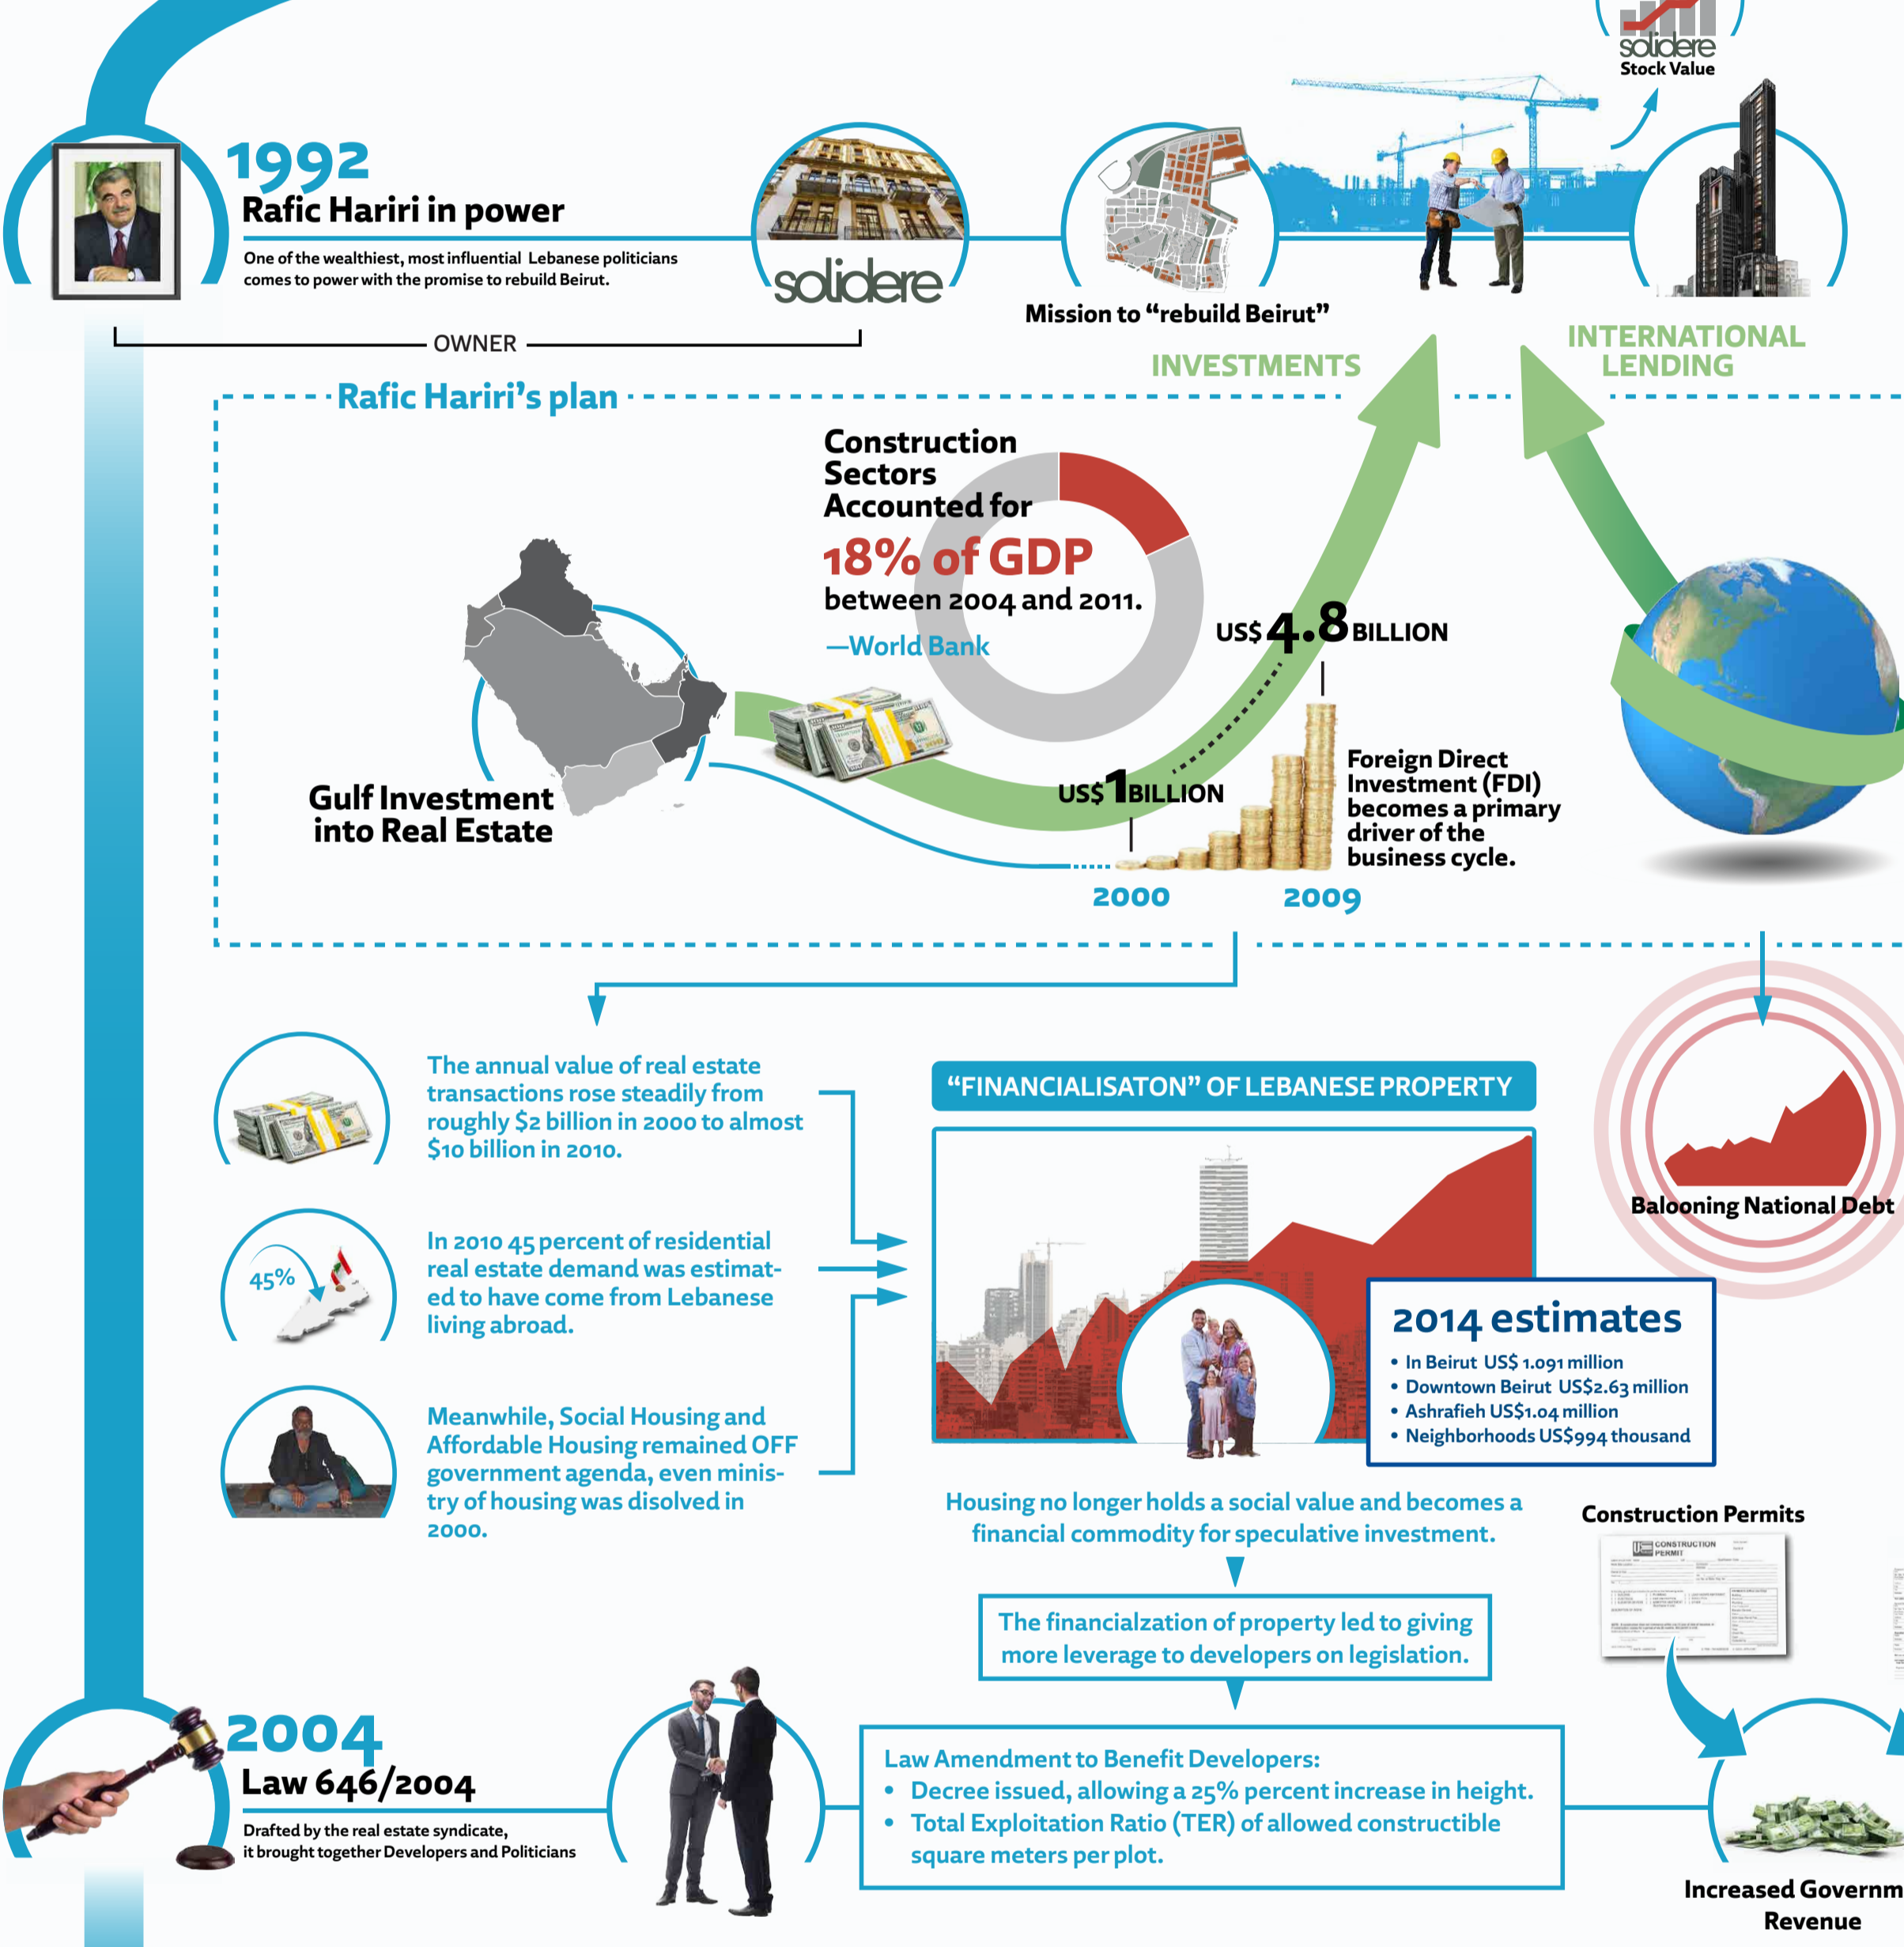 solidere
Stock Value
1992
Rafic Hariri in power
One of the wealthiest, most influential Lebanese politicians
comes to power with the promise to rebuild Beirut.
solidere
Mission to “rebuild Beirut”
OWNER
INVESTMENTS
INTERNATIONAL
LENDING
Rafic Hariri’s plan
Construction
Sectors
Accounted for
18% of GDP
between 2004 and 2011.
—World Bank
US$4.8BILLION
Gulf Investment
into Real Estate
US$1BILLION
Foreign Direct
Investment (FDI)
becomes a primary
driver of the
business cycle.
2000
2009
The annual value of real estate
transactions rose steadily from
roughly $2 billion in 2000 to almost
$10 billion in 2010.
45%
In 2010 45 percent of residential
real estate demand was estimat-
ed to have come from Lebanese
living abroad.
Meanwhile, Social Housing and
Affordable Housing remained OFF
government agenda, even minis-
try of housing was disolved in
2000.
“FINANCIALISATON” OF LEBANESE PROPERTY
Balooning National Debt
2014 estimates
• In Beirut US$ 1.091 million
• Downtown Beirut US$2.63 million
• Ashrafieh US$1.04 million
• Neighborhoods US$994 thousand
Housing no longer holds a social value and becomes a
financial commodity for speculative investment.
The financialzation of property led to giving
more leverage to developers on legislation.
Construction Permits
CONSTRUCTION
PERMIT
2004
Law 646/2004
Drafted by the real estate syndicate,
it brought together Developers and Politicians
Law Amendment to Benefit Developers:
• Decree issued, allowing a 25% percent increase in height.
• Total Exploitation Ratio (TER) of allowed constructible
square meters per plot.
Increased Governm
Revenue